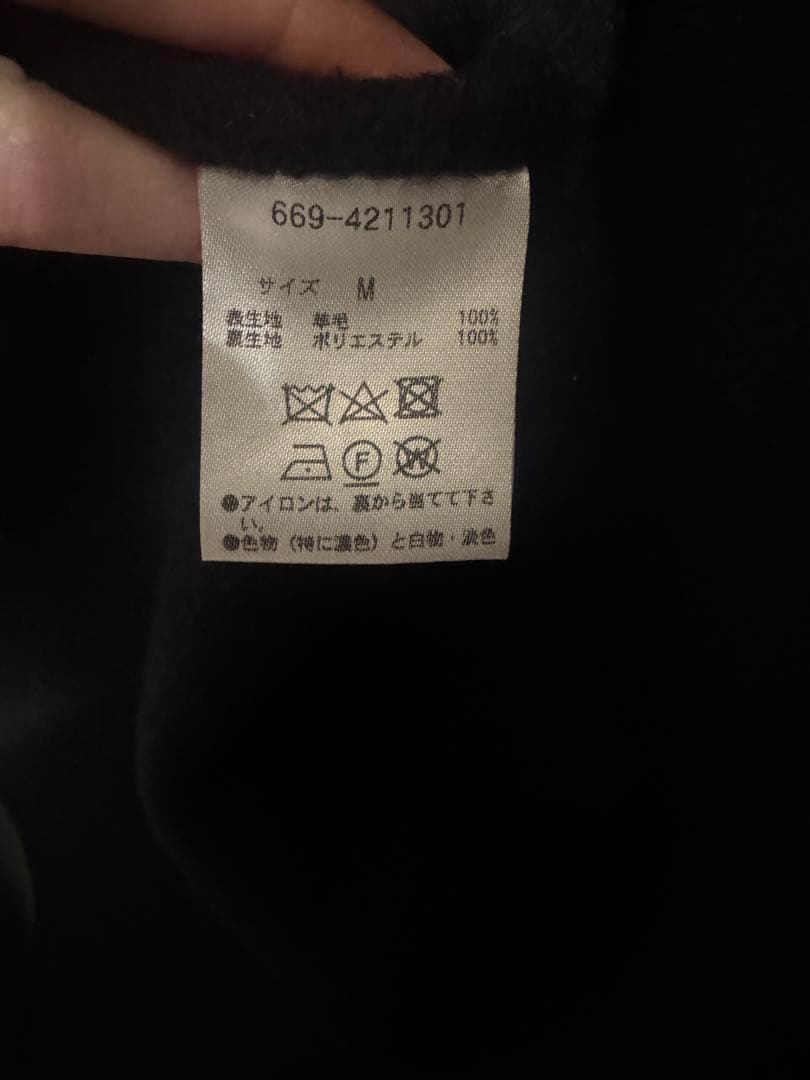 669-4211301
サイズ M
表生地 羊毛 100%
裏生地 ポリエステル 100%
F
W
●アイロンは、裏から当てて下さ
い。
●色物（特に濃色）と白物・淡色